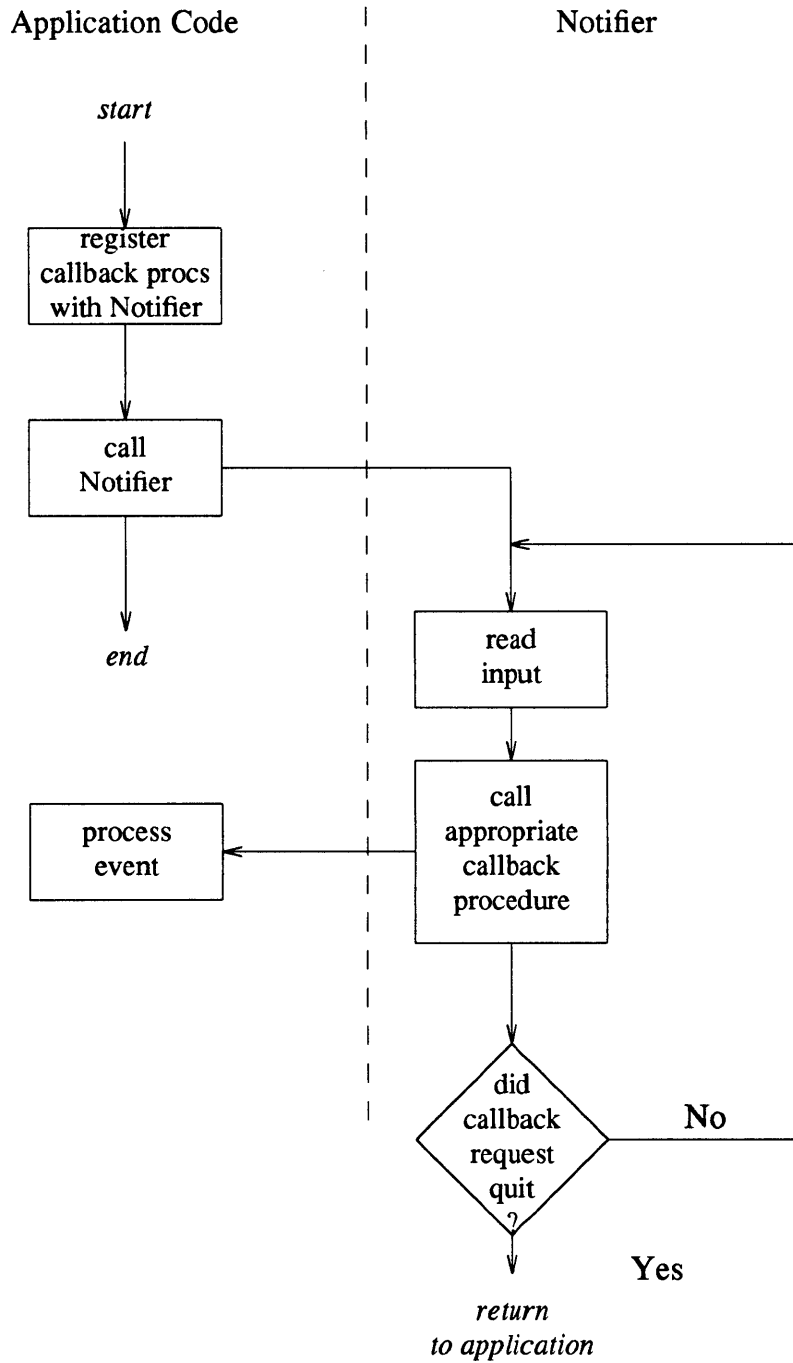 Application Code
Notifier
start
register
callback procs
with Notifier
call
Notifier
end
read
input
process
event
call
appropriate
callback
procedure
did
callback
request
quit
?
No
Yes
return
to application